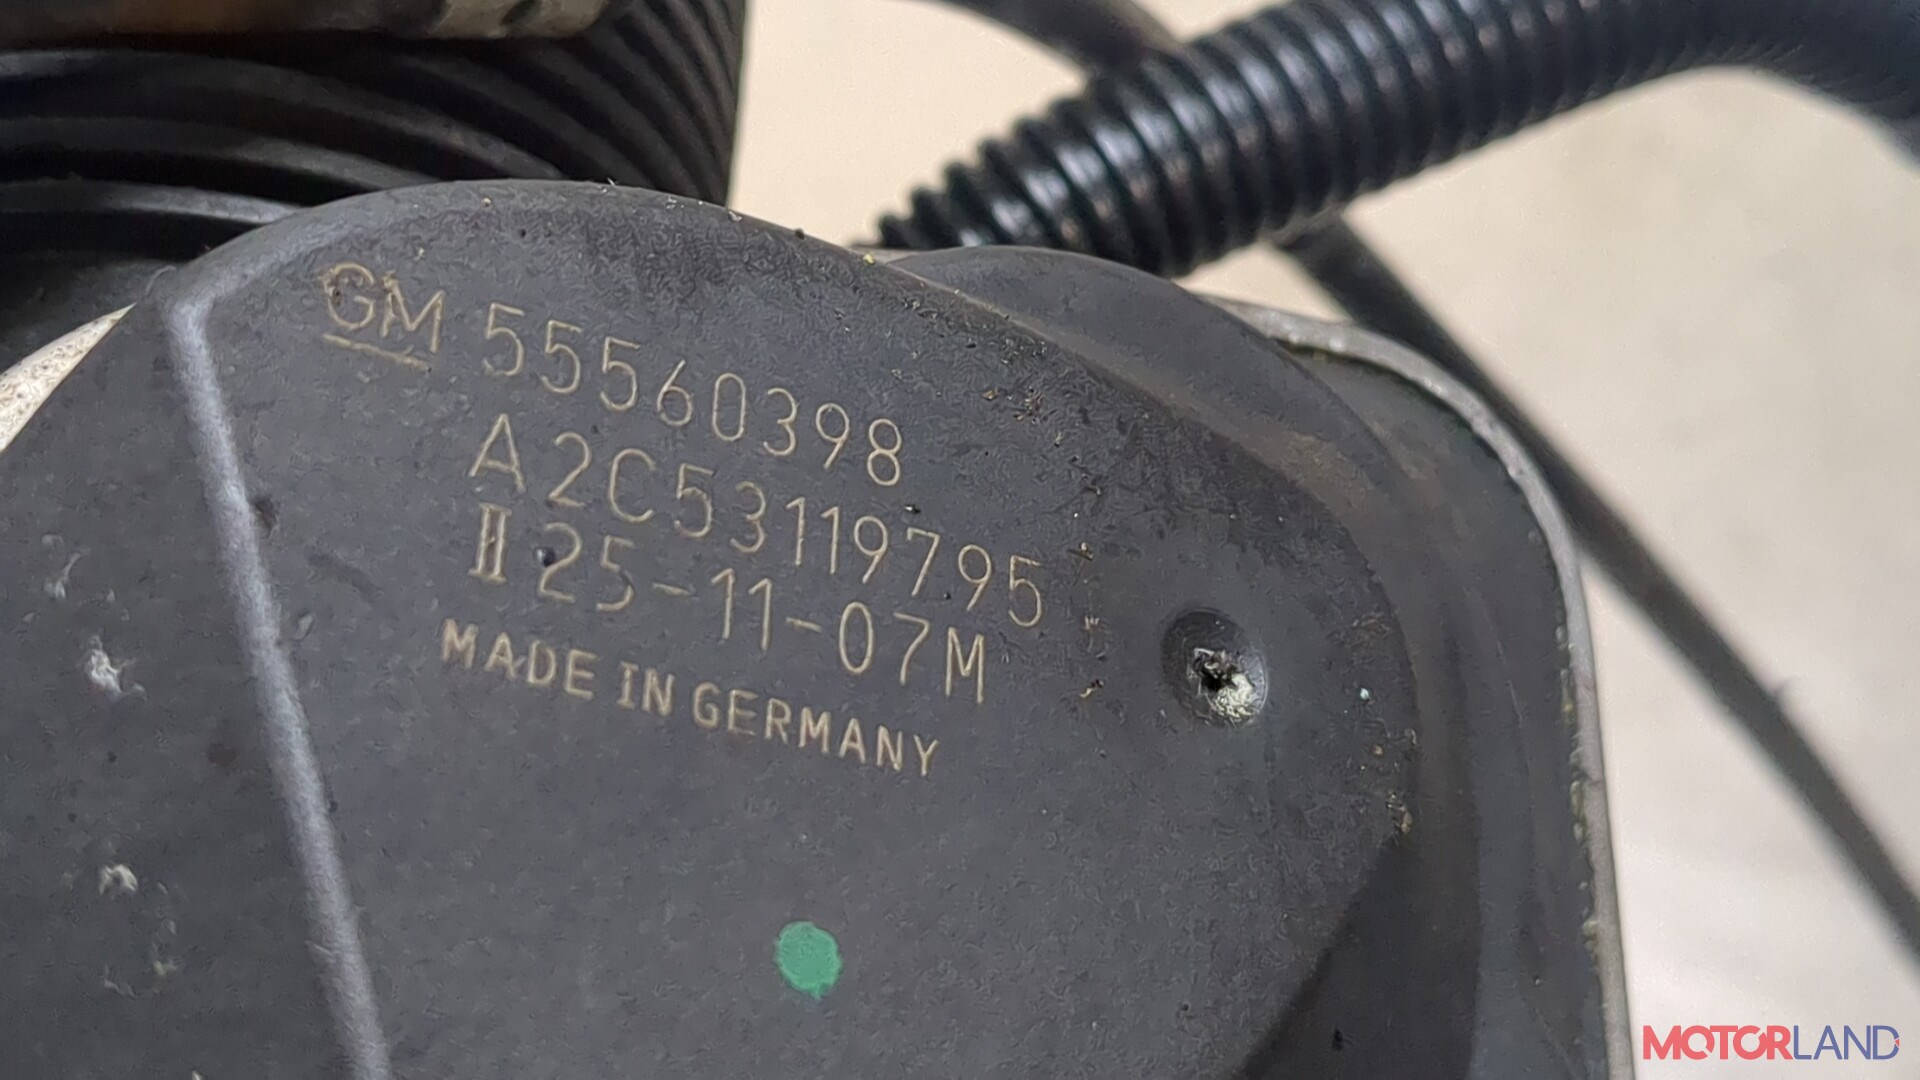 GM 55560398
A2C53119795
II 25-11-07M
MADE IN GERMANY
MOTORLAND